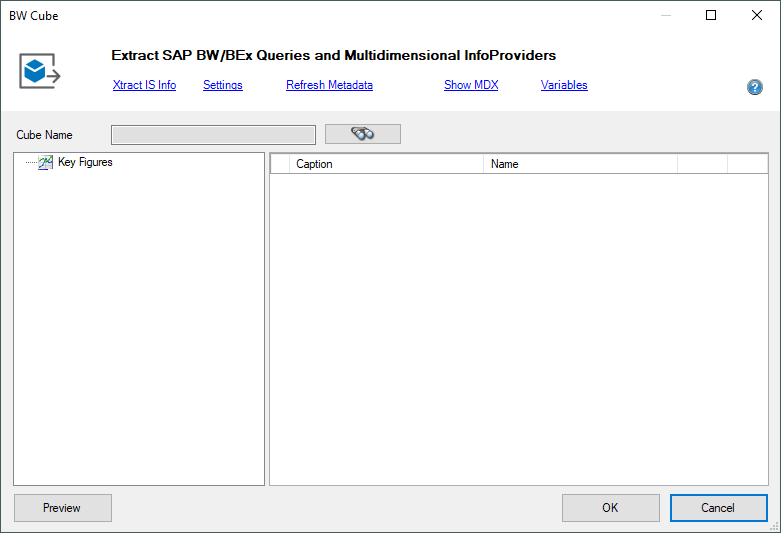 BW Cube
Extract SAP BW/BEx Queries and Multidimensional InfoProviders
Xtract IS Info Settings Refresh Metadata Show MDX Variables
?
Cube Name
Key Figures
Caption Name
Preview OK Cancel